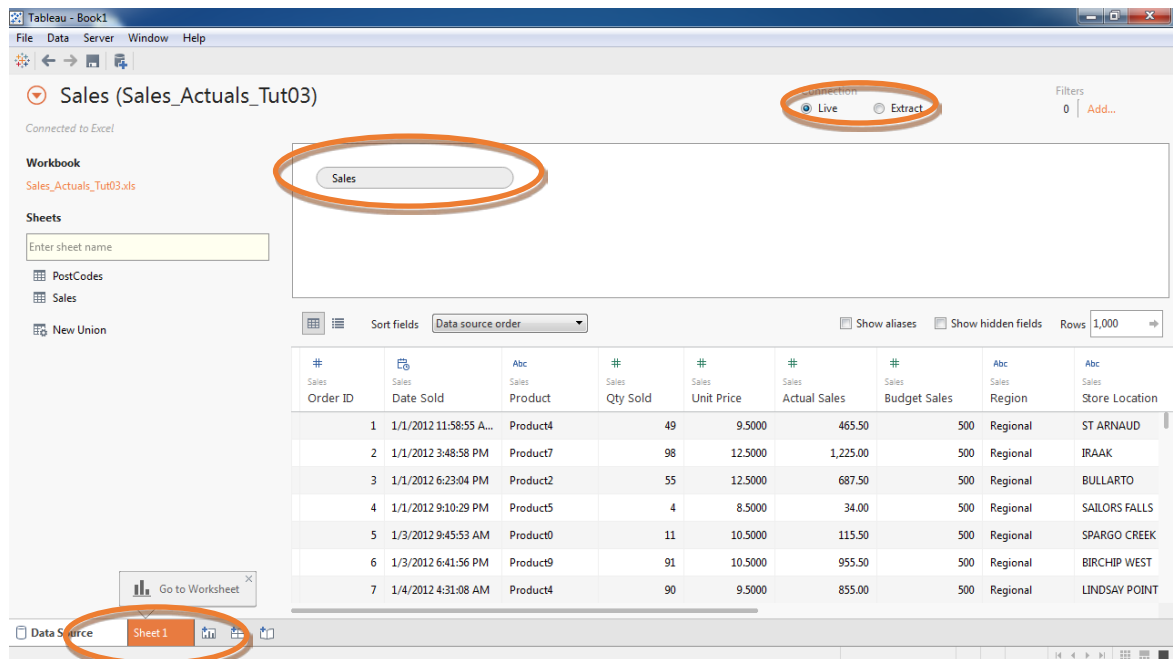 Tableau - Book1
File Data Server Window Help
Sales (Sales_Actuals_Tut03)
Connection
Filters
Live Extract
0 Add...
Connected to Excel
Workbook
Sales_Actuals_Tut03.xls
Sheets
Enter sheet name
PostCodes
Sales
New Union
Sales
Sort fields Data source order Show aliases Show hidden fields Rows 1,000
# Abc # # # # Abc Abc
Sales Sales Sales Sales Sales Sales Sales Sales Sales
Order ID Date Sold Product Qty Sold Unit Price Actual Sales Budget Sales Region Store Location
1 1/1/2012 11:58:55 A... Product4 49 9.5000 465.50 500 Regional ST ARNAUD
2 1/1/2012 3:48:58 PM Product7 98 12.5000 1,225.00 500 Regional IRAAK
3 1/1/2012 6:23:04 PM Product2 55 12.5000 687.50 500 Regional BULLARTO
4 1/1/2012 9:10:29 PM Product5 4 8.5000 34.00 500 Regional SAILORS FALLS
5 1/3/2012 9:45:53 AM Product0 11 10.5000 115.50 500 Regional SPARGO CREEK
6 1/3/2012 6:41:56 PM Product9 91 10.5000 955.50 500 Regional BIRCHIP WEST
7 1/4/2012 4:31:08 AM Product4 90 9.5000 855.00 500 Regional LINDSAY POINT
Go to Worksheet
Data Source Sheet 1